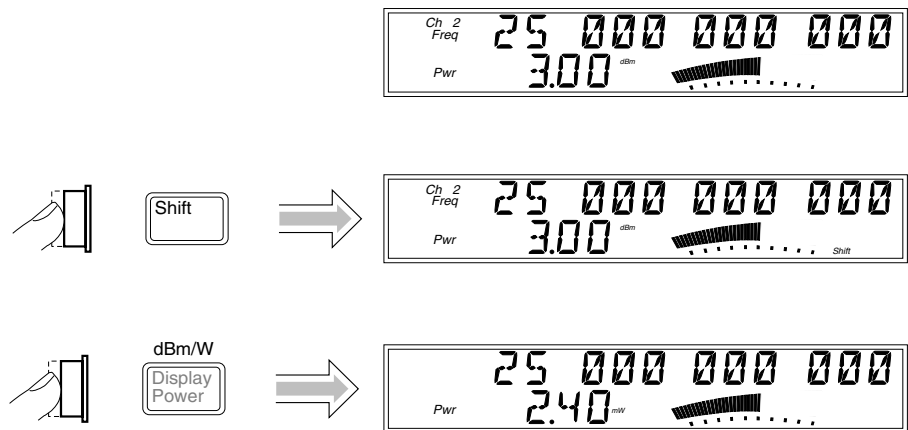 Ch 2
Freq 25 000 000 000
Pwr 3.00 dBm
Shift
Ch 2
Freq 25 000 000 000
Pwr 3.00 dBm Shift
dBm/W
Display
Power
25 000 000 000
Pwr 2.40 mW